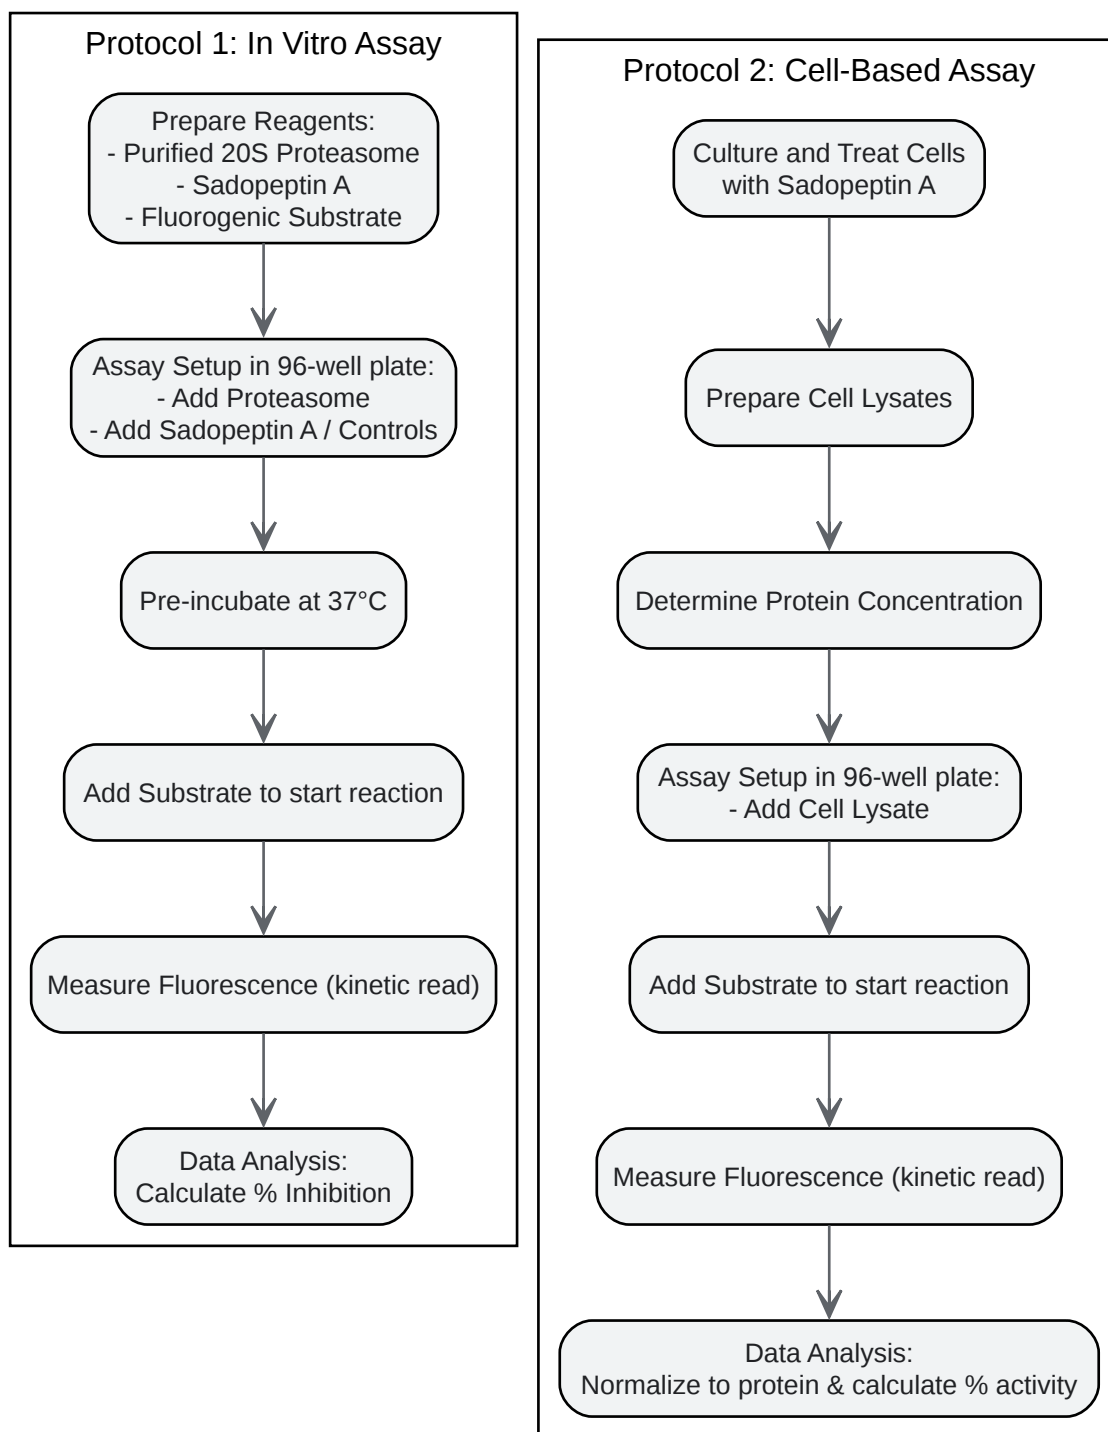 Protocol 1: In Vitro Assay
Prepare Reagents:
- Purified 20S Proteasome
- Sadopeptin A
- Fluorogenic Substrate
Assay Setup in 96-well plate:
- Add Proteasome
- Add Sadopeptin A / Controls
Pre-incubate at 37°C
Add Substrate to start reaction
Measure Fluorescence (kinetic read)
Data Analysis:
Calculate % Inhibition
Protocol 2: Cell-Based Assay
Culture and Treat Cells
with Sadopeptin A
Prepare Cell Lysates
Determine Protein Concentration
Assay Setup in 96-well plate:
- Add Cell Lysate
Add Substrate to start reaction
Measure Fluorescence (kinetic read)
Data Analysis:
Normalize to protein & calculate % activity